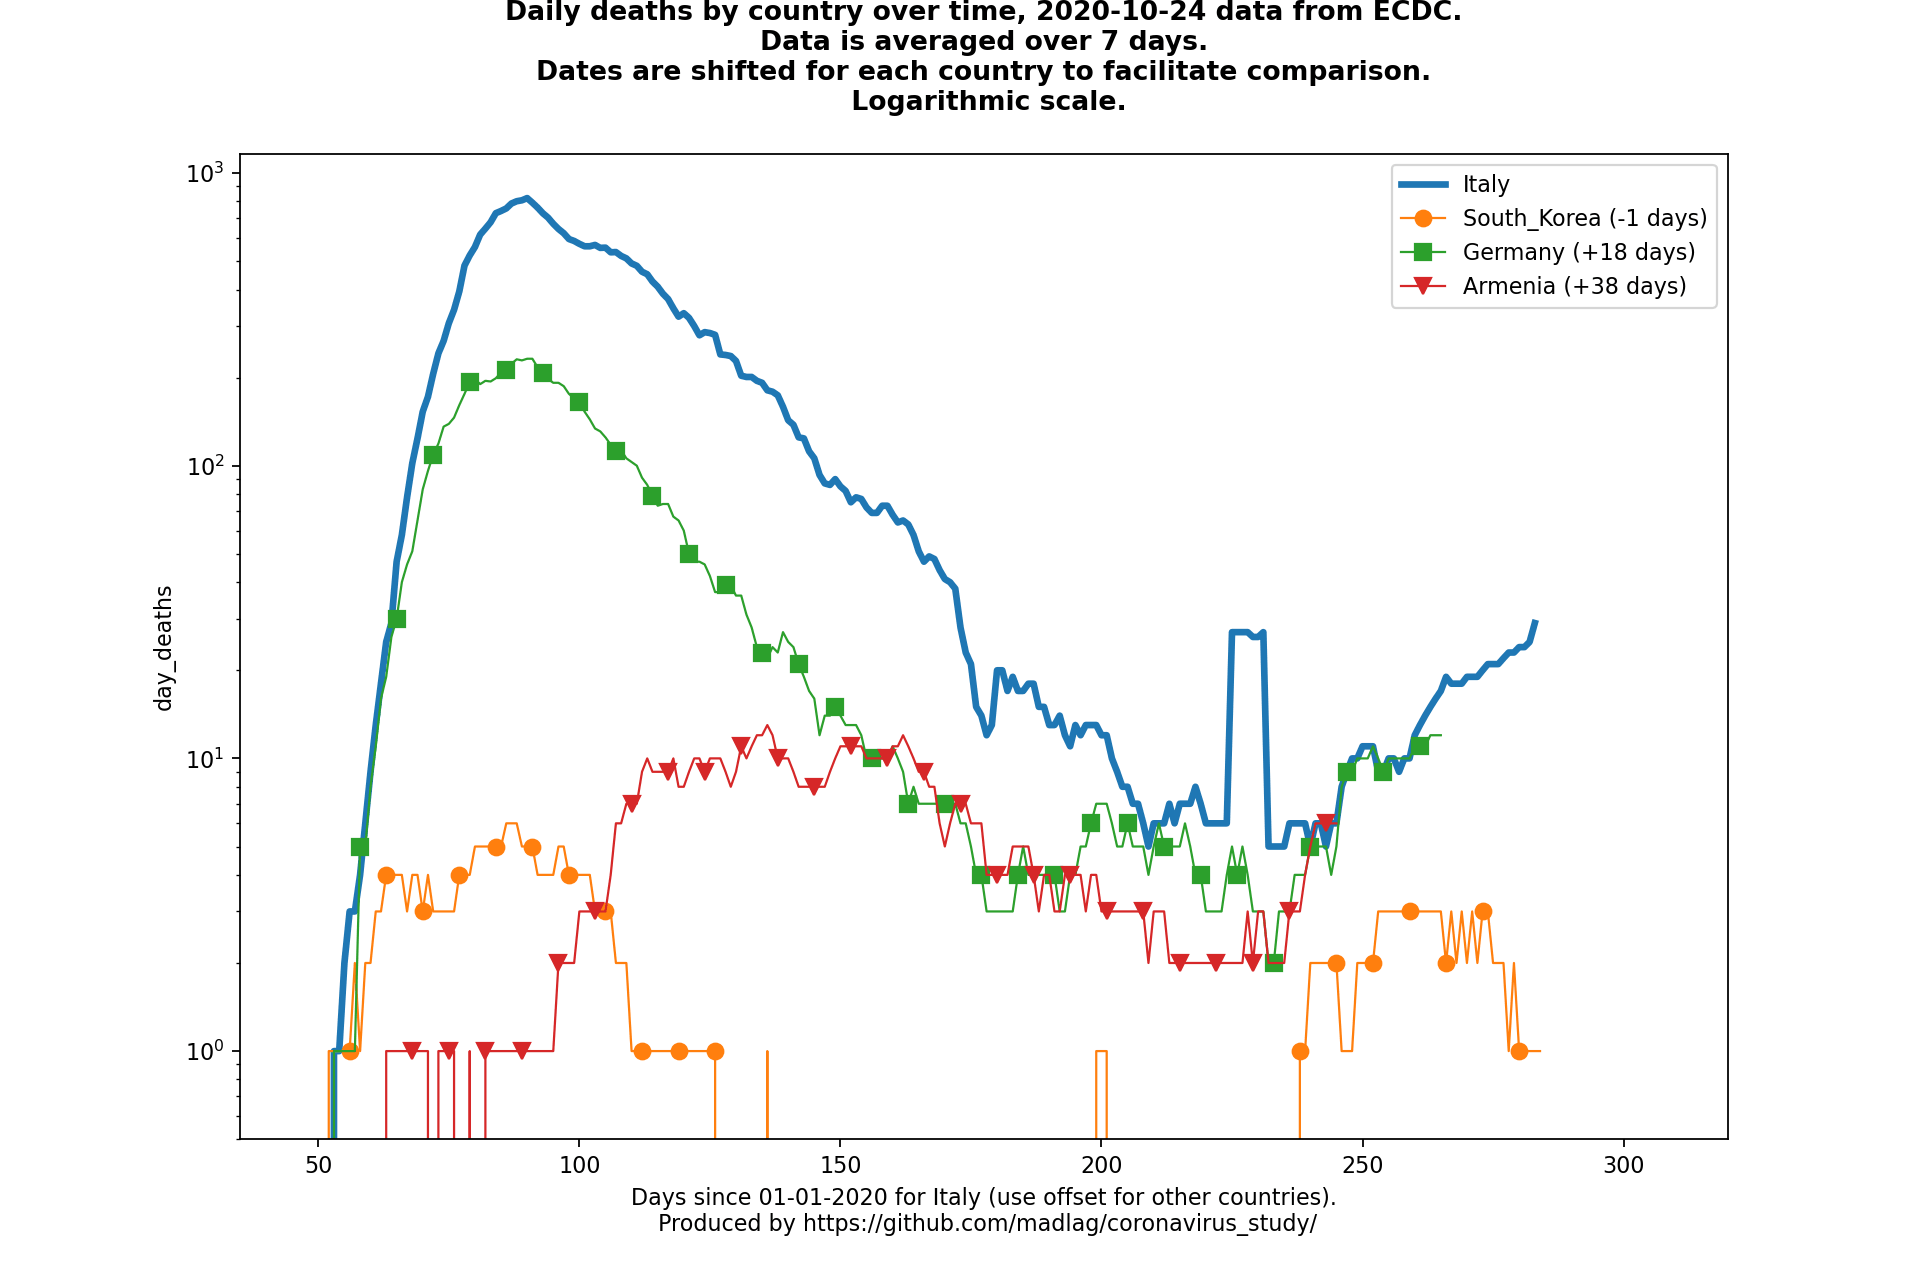 Daily deaths by country over time, 2020-10-24 data from ECDC.
Data is averaged over 7 days.
Dates are shifted for each country to facilitate comparison.
Logarithmic scale.
10³
10²
10¹
10⁰
day_deaths
Italy
South_Korea (-1 days)
Germany (+18 days)
Armenia (+38 days)
50 100 150 200 250 300
Days since 01-01-2020 for Italy (use offset for other countries).
Produced by https://github.com/madlag/coronavirus_study/